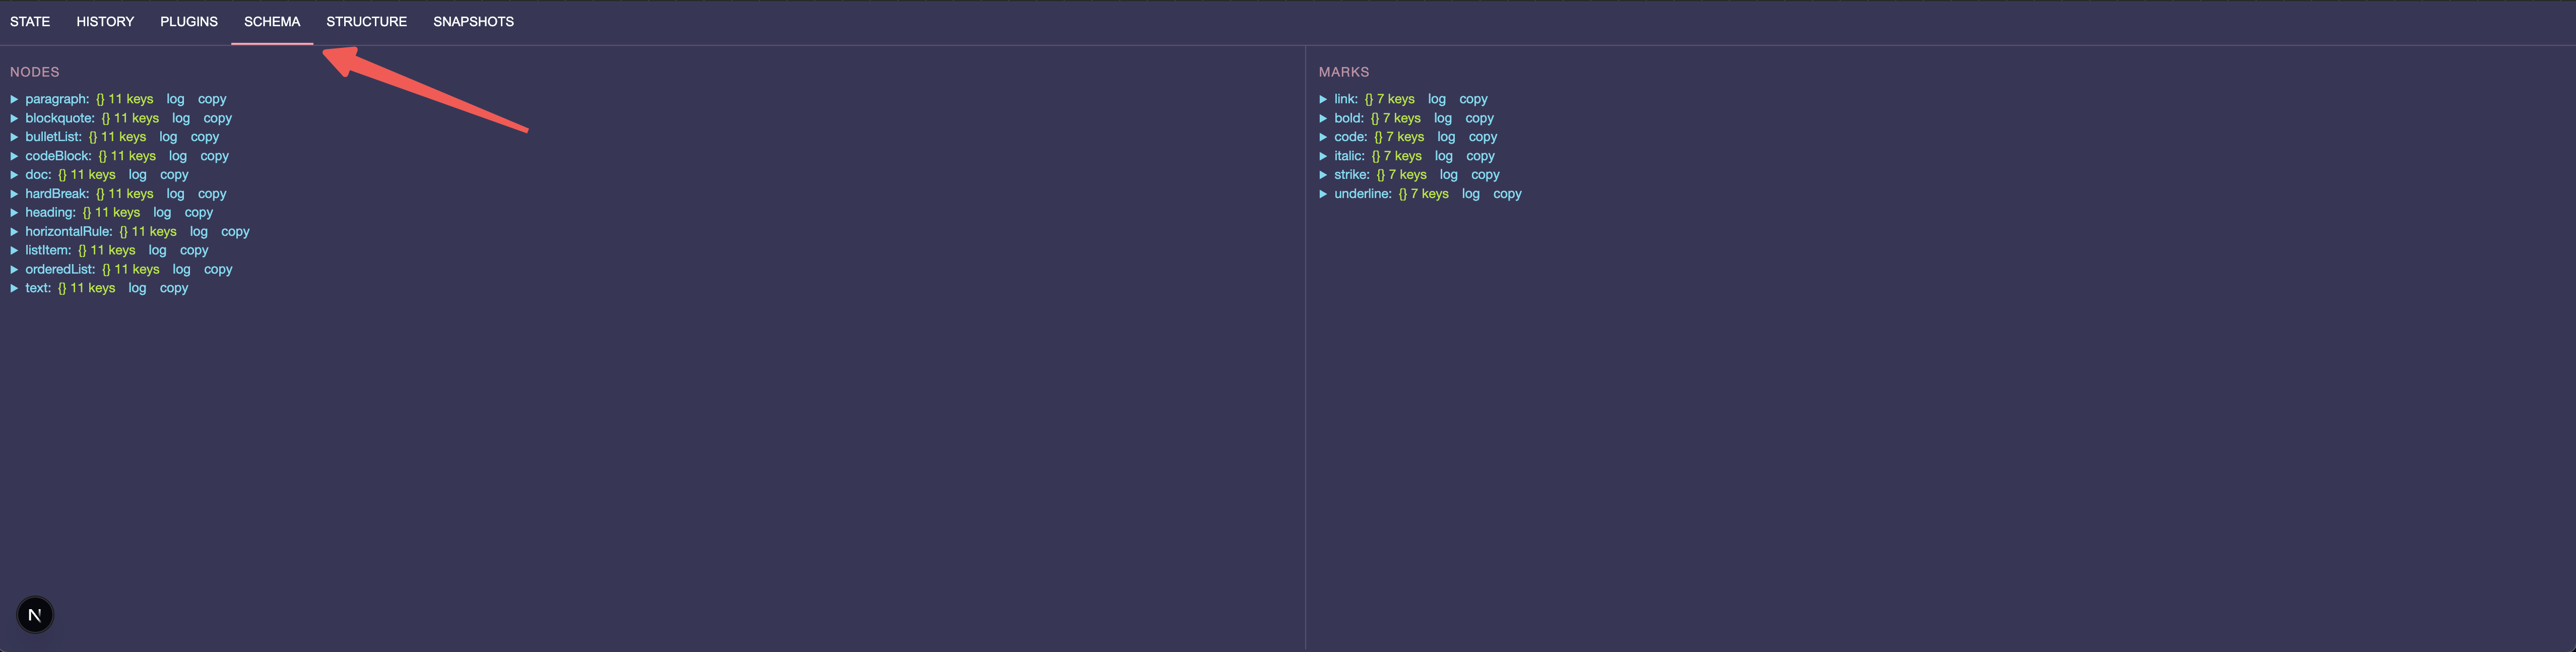 STATE HISTORY PLUGINS SCHEMA STRUCTURE SNAPSHOTS
NODES
▶ paragraph: {} 11 keys log copy
▶ blockquote: {} 11 keys log copy
▶ bulletList: {} 11 keys log copy
▶ codeBlock: {} 11 keys log copy
▶ doc: {} 11 keys log copy
▶ hardBreak: {} 11 keys log copy
▶ heading: {} 11 keys log copy
▶ horizontalRule: {} 11 keys log copy
▶ listItem: {} 11 keys log copy
▶ orderedList: {} 11 keys log copy
▶ text: {} 11 keys log copy
MARKS
▶ link: {} 7 keys log copy
▶ bold: {} 7 keys log copy
▶ code: {} 7 keys log copy
▶ italic: {} 7 keys log copy
▶ strike: {} 7 keys log copy
▶ underline: {} 7 keys log copy
N